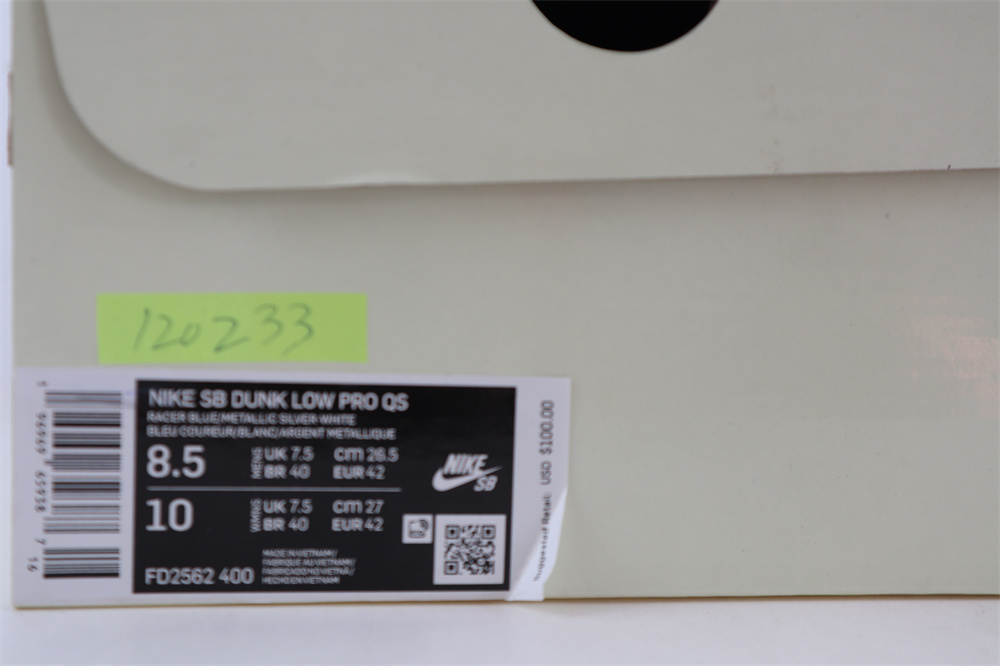 120233
NIKE SB DUNK LOW PRO QS
RACER BLUE/METALLIC SILVER-WHITE
BLEU COUREUR/BLANC/ARGENT METALLIQUE
8.5 MENS UK 7.5 cm 26.5
BR 40 EUR 42
10 WMNS UK 7.5 cm 27
BR 40 EUR 42
NIKE
SB
FD2562 400
MADE IN VIETNAM/
FABRIQUE AU VIETNAM/
FABRICADO NO VIETNÃ/
HECHO EN VIETNAM
Suggested Retail: USD $100.00